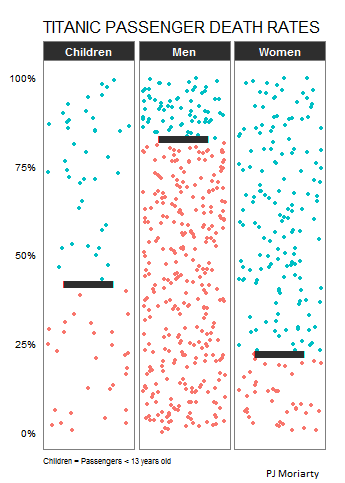 TITANIC PASSENGER DEATH RATES
Children Men Women
100%
75%
50%
25%
0%
Children = Passengers < 13 years old
PJ Moriarty